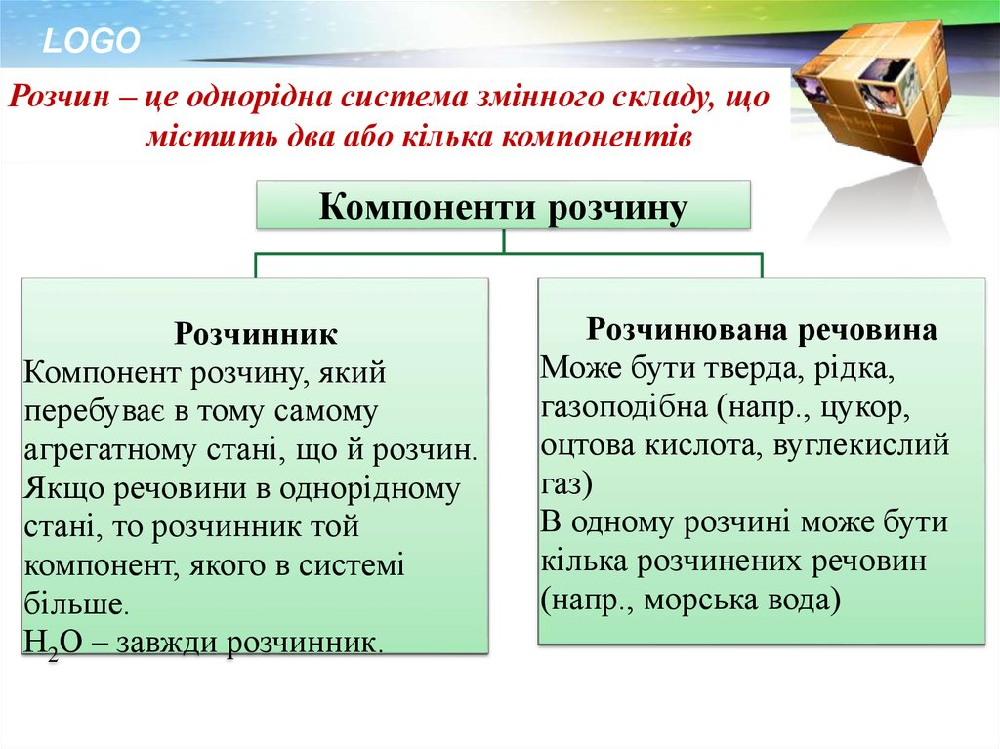 LOGO
Розчин – це однорідна система змінного складу, що
містить два або кілька компонентів
Компоненти розчину
Розчинник
Компонент розчину, який
перебуває в тому самому
агрегатному стані, що й розчин.
Якщо речовини в однорідному
стані, то розчинник той
компонент, якого в системі
більше.
H₂O – завжди розчинник.
Розчинювана речовина
Може бути тверда, рідка,
газоподібна (напр., цукор,
оцтова кислота, вуглекислий
газ)
В одному розчині може бути
кілька розчинених речовин
(напр., морська вода)